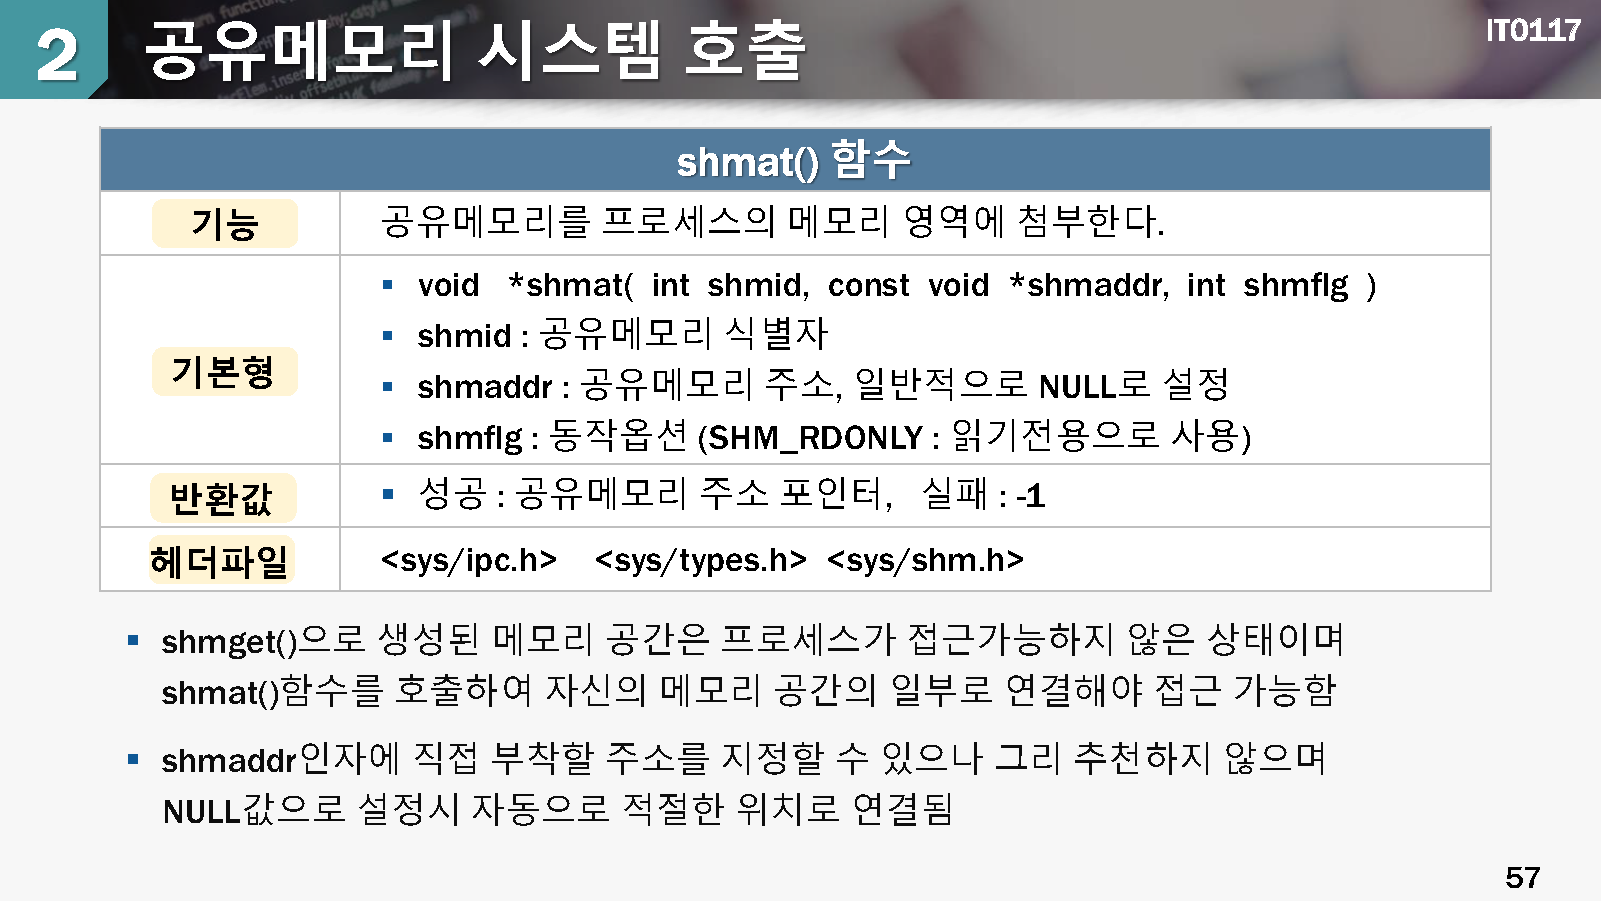 2 공유메모리 시스템 호출
IT0117
shmat() 함수
기능
공유메모리를 프로세스의 메모리 영역에 첨부한다.
기본형
▪ void *shmat( int shmid, const void *shmaddr, int shmflg )
▪ shmid : 공유메모리 식별자
▪ shmaddr : 공유메모리 주소, 일반적으로 NULL로 설정
▪ shmflg : 동작옵션 (SHM_RDONLY : 읽기전용으로 사용)
반환값
▪ 성공 : 공유메모리 주소 포인터, 실패 : -1
헤더파일
<sys/ipc.h> <sys/types.h> <sys/shm.h>
▪ shmget()으로 생성된 메모리 공간은 프로세스가 접근가능하지 않은 상태이며
shmat()함수를 호출하여 자신의 메모리 공간의 일부로 연결해야 접근 가능함
▪ shmaddr인자에 직접 부착할 주소를 지정할 수 있으나 그리 추천하지 않으며
NULL값으로 설정시 자동으로 적절한 위치로 연결됨
57